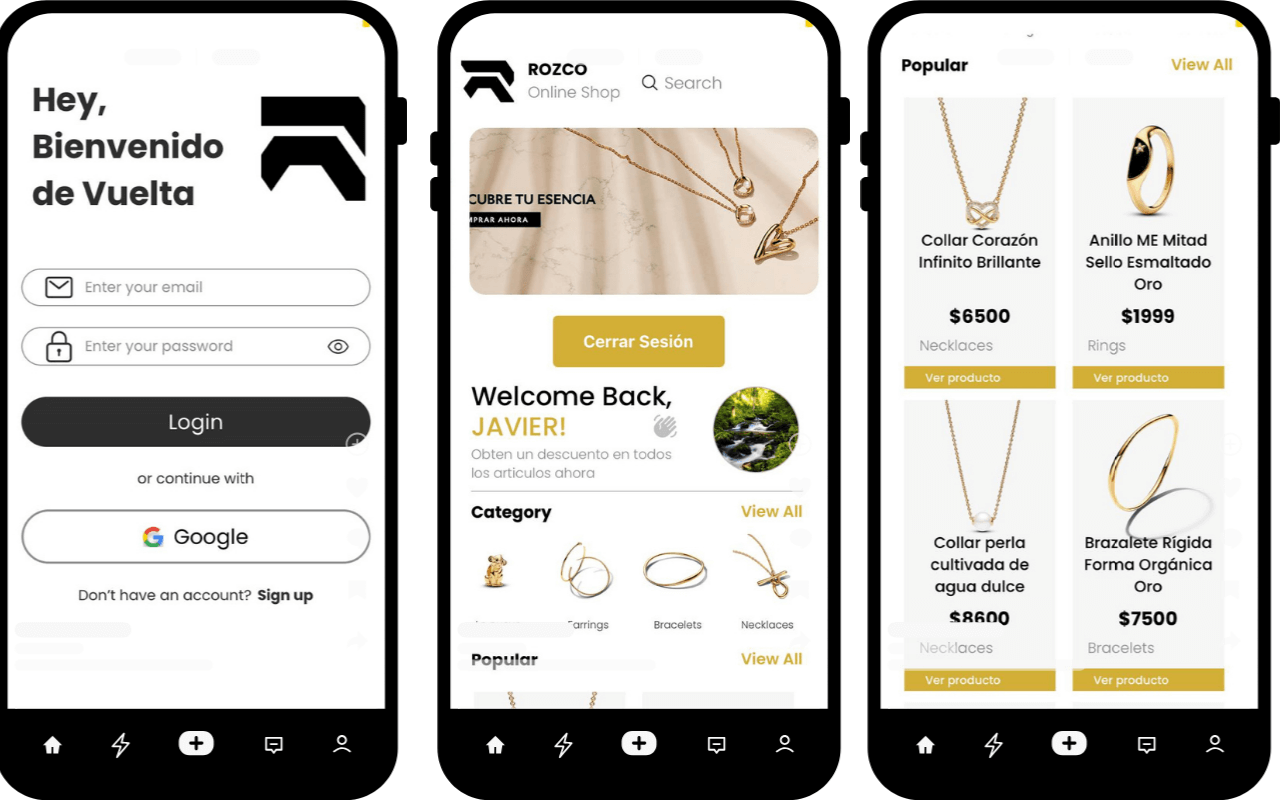 Hey,
Bienvenido
de Vuelta
Enter your email
Enter your password
Login
or continue with
Google
Don't have an account? Sign up
ROZCO
Online Shop
Search
CUBRE TU ESENCIA
MPRAR AHORA
Cerrar Sesión
Welcome Back,
JAVIER!
Obten un descuento en todos
los articulos ahora
Category View All
Earrings Bracelets Necklaces
Popular View All
Popular View All
Collar Corazón
Infinito Brillante
$6500
Necklaces
Ver producto
Anillo ME Mitad
Sello Esmaltado
Oro
$1999
Rings
Ver producto
Collar perla
cultivada de
agua dulce
$8600
Necklaces
Ver producto
Brazalete Rígida
Forma Orgánica
Oro
$7500
Bracelets
Ver producto